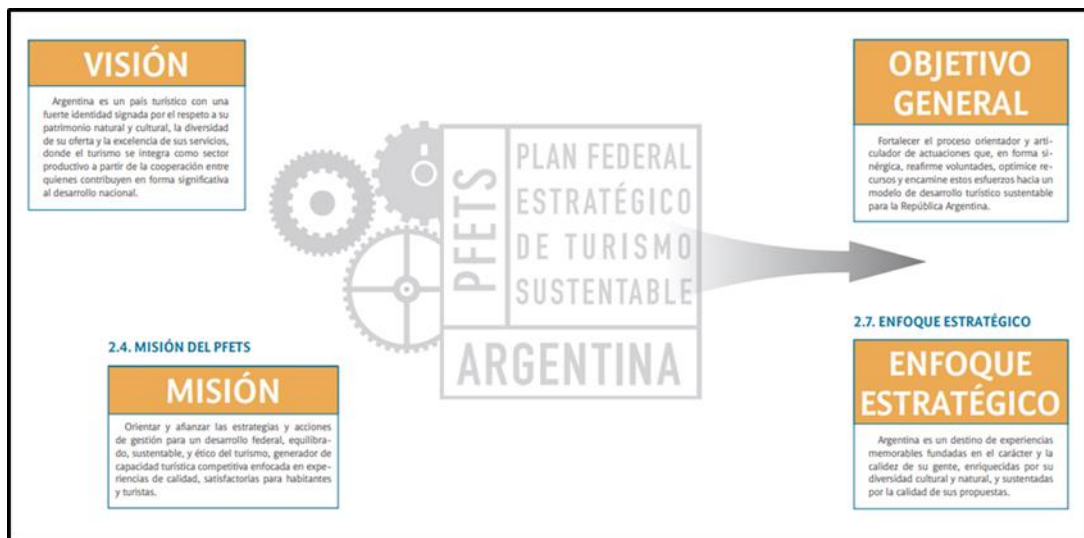 VISIÓN
Argentina es un país turístico con una
fuerte identidad signada por el respeto a su
patrimonio natural y cultural, la diversidad
de su oferta y la excelencia de sus servicios,
donde el turismo se integra como sector
productivo a partir de la cooperación entre
quienes contribuyen en forma significativa
al desarrollo nacional.
2.4. MISIÓN DEL PFETS
MISIÓN
Orientar y afianzar las estrategias y acciones
de gestión para un desarrollo federal, equilibra-
do, sustentable, y ético del turismo, generador de
capacidad turística competitiva enfocada en expe-
riencias de calidad, satisfactorias para habitantes
y turistas.
PFETS
PLAN FEDERAL
ESTRATÉGICO
DE TURISMO
SUSTENTABLE
ARGENTINA
OBJETIVO
GENERAL
Fortalecer el proceso orientador y arti-
culador de actuaciones que, en forma si-
nérgica, reafirme voluntades, optimice re-
cursos y encamine estos esfuerzos hacia un
modelo de desarrollo turístico sustentable
para la República Argentina.
2.7. ENFOQUE ESTRATÉGICO
ENFOQUE
ESTRATÉGICO
Argentina es un destino de experiencias
memorables fundadas en el carácter y la
calidez de su gente, enriquecidas por su
diversidad cultural y natural, y sustentadas
por la calidad de sus propuestas.